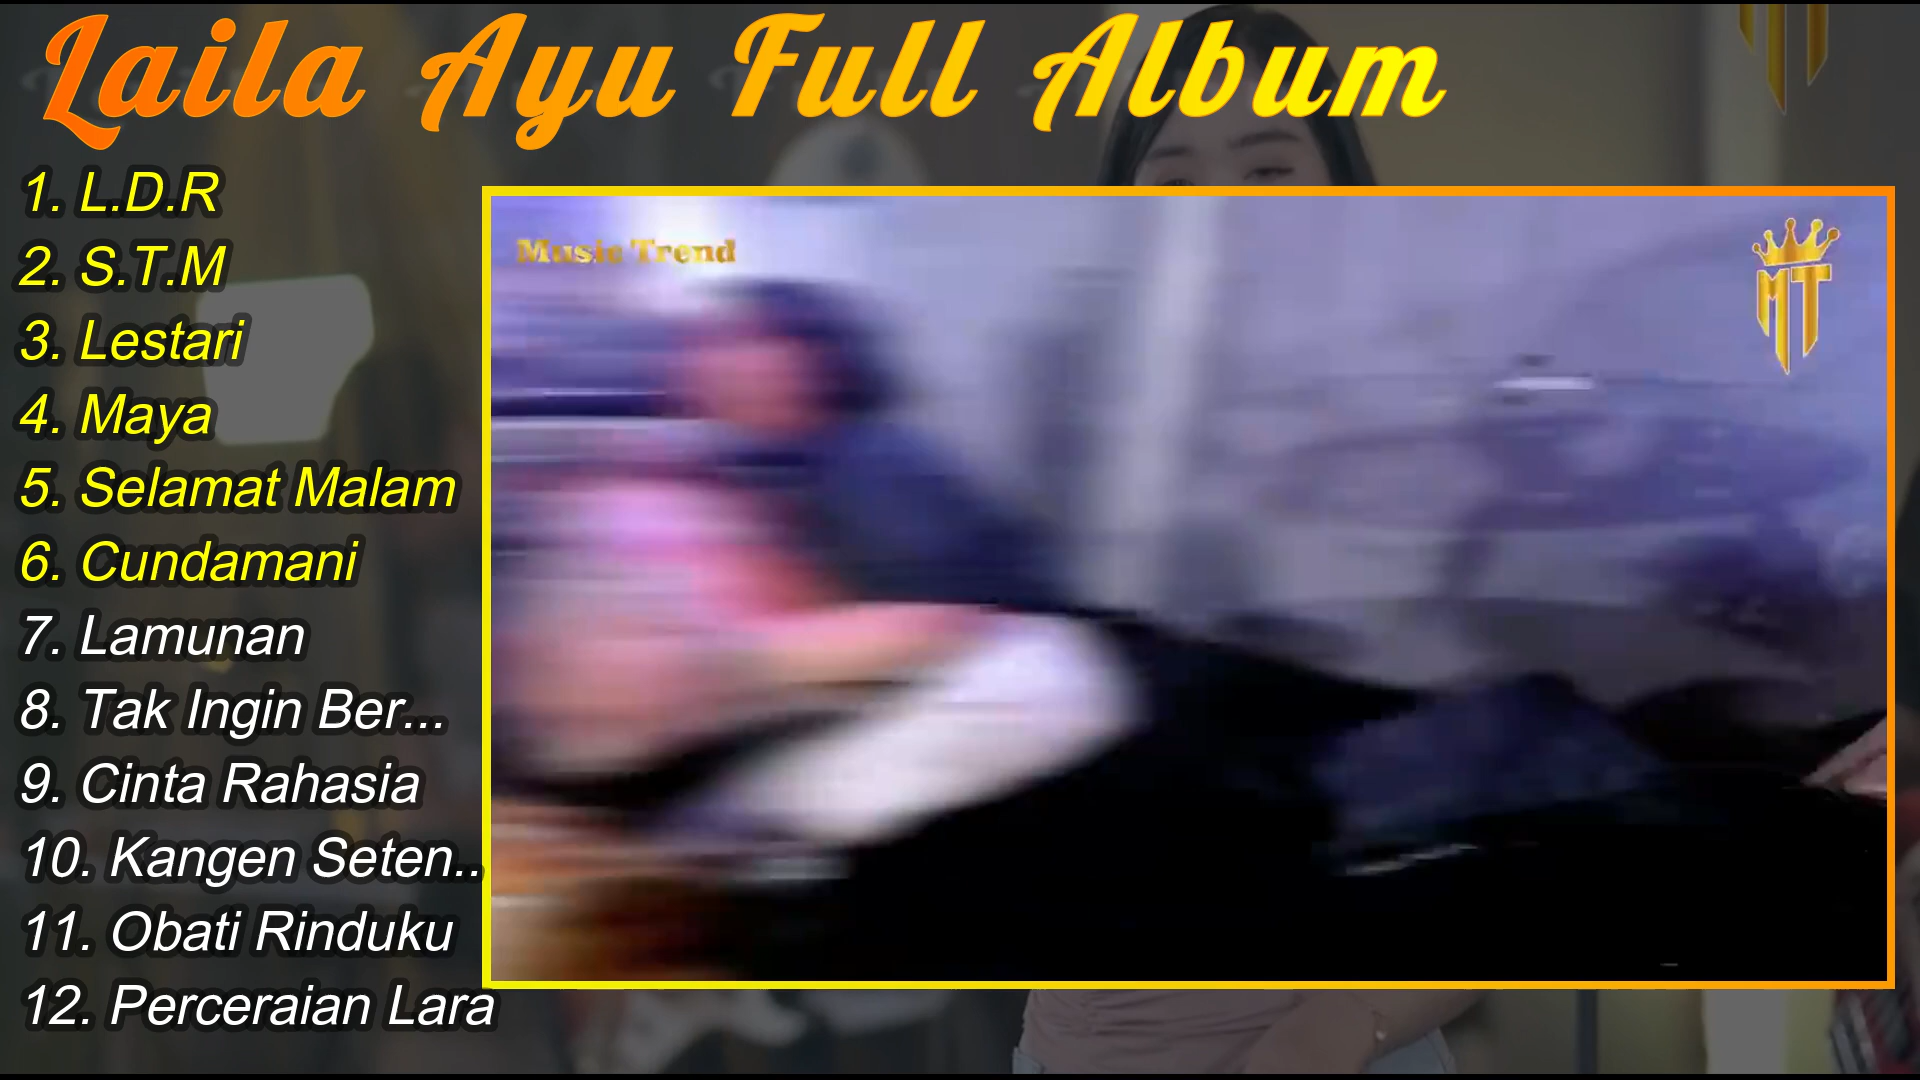 Laila Ayu Full Album
1. L.D.R
2. S.T.M
3. Lestari
4. Maya
5. Selamat Malam
6. Cundamani
7. Lamunan
8. Tak Ingin Ber...
9. Cinta Rahasia
10. Kangen Seten..
11. Obati Rinduku
12. Perceraian Lara
Music Trend
MT